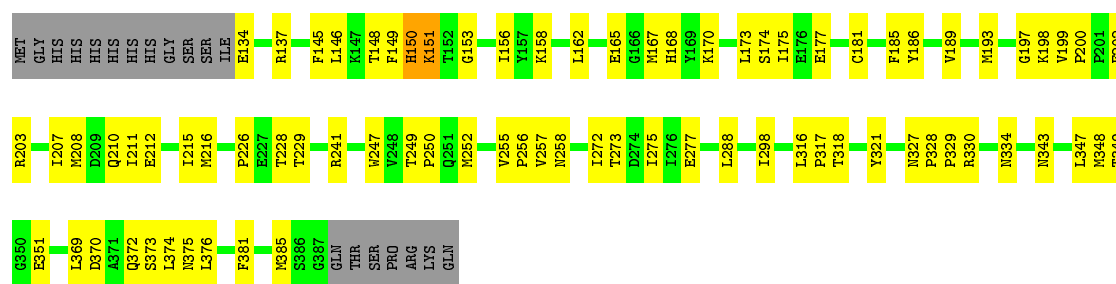 MET GLY HIS HIS HIS HIS HIS HIS GLY SER SER ILE E134 R137 F145 L146 K147 T148 F149 H150 K151 T152 G153 I156 Y157 K158 L162 E165 G166 M167 H168 Y169 K170 L173 S174 I175 E176 E177 C181 F185 Y186 V189 M193 G197 K198 V199 P200 P201
R203 I207 M208 D209 Q210 I211 E212 I215 M216 P226 E227 T228 T229 R241 W247 V248 T249 P250 Q251 M252 V255 P256 V257 N258 I272 T273 D274 I275 I276 E277 L288 I298 L316 P317 T318 Y321 N327 P328 P329 R330 N334 N343 L347 M348
G350 E351 L369 D370 A371 Q372 S373 L374 N375 L376 F381 M385 S386 G387 GLN THR SER PRO ARG LYS GLN